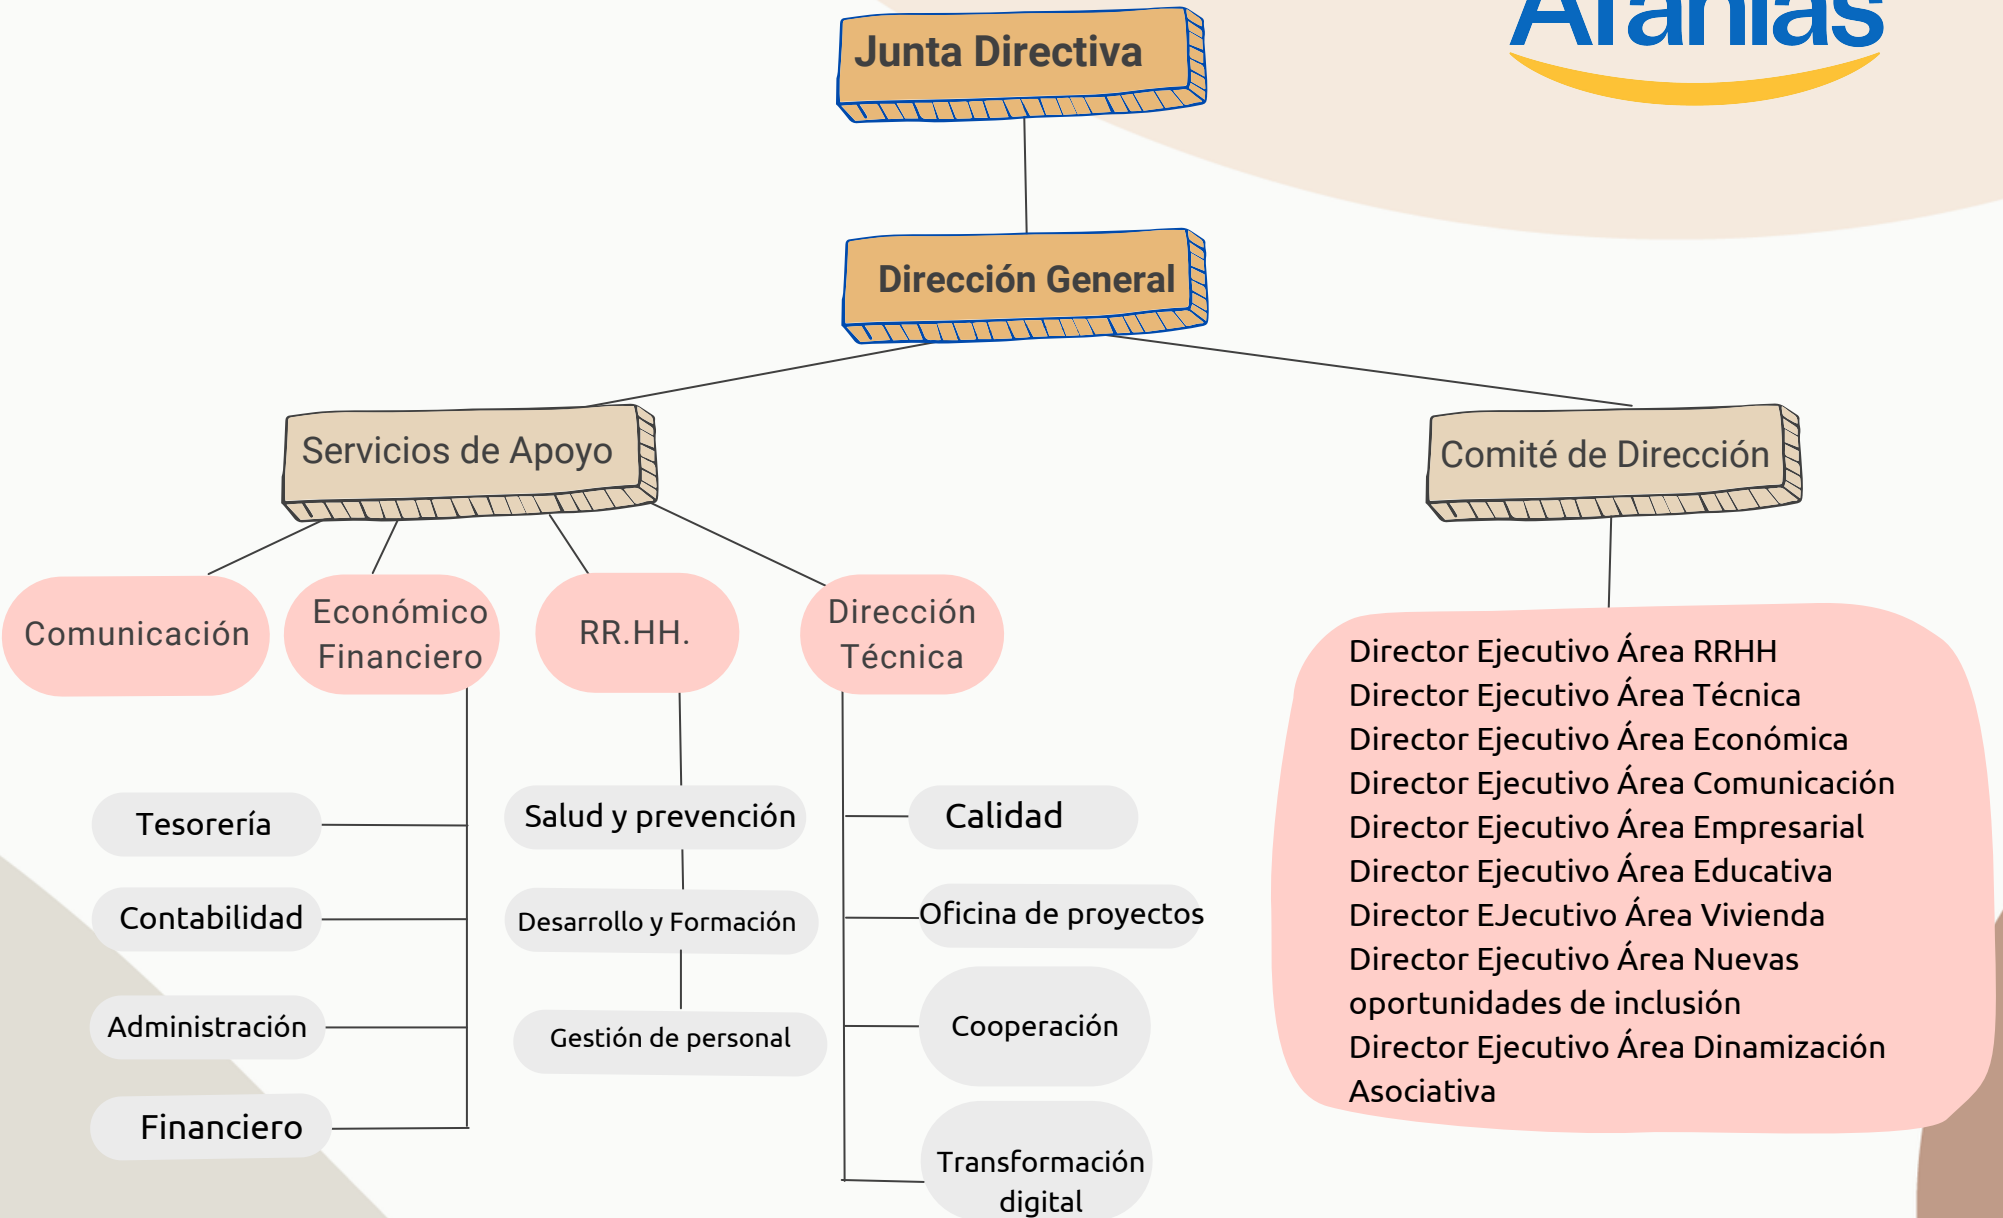 Afanias
Junta Directiva
Dirección General
Servicios de Apoyo
Comité de Dirección
Comunicación
Económico
Financiero
RR.HH.
Dirección
Técnica
Tesorería
Contabilidad
Administración
Financiero
Salud y prevención
Desarrollo y Formación
Gestión de personal
Calidad
Oficina de proyectos
Cooperación
Transformación
digital
Director Ejecutivo Área RRHH
Director Ejecutivo Área Técnica
Director Ejecutivo Área Económica
Director Ejecutivo Área Comunicación
Director Ejecutivo Área Empresarial
Director Ejecutivo Área Educativa
Director EJecutivo Área Vivienda
Director Ejecutivo Área Nuevas
oportunidades de inclusión
Director Ejecutivo Área Dinamización
Asociativa